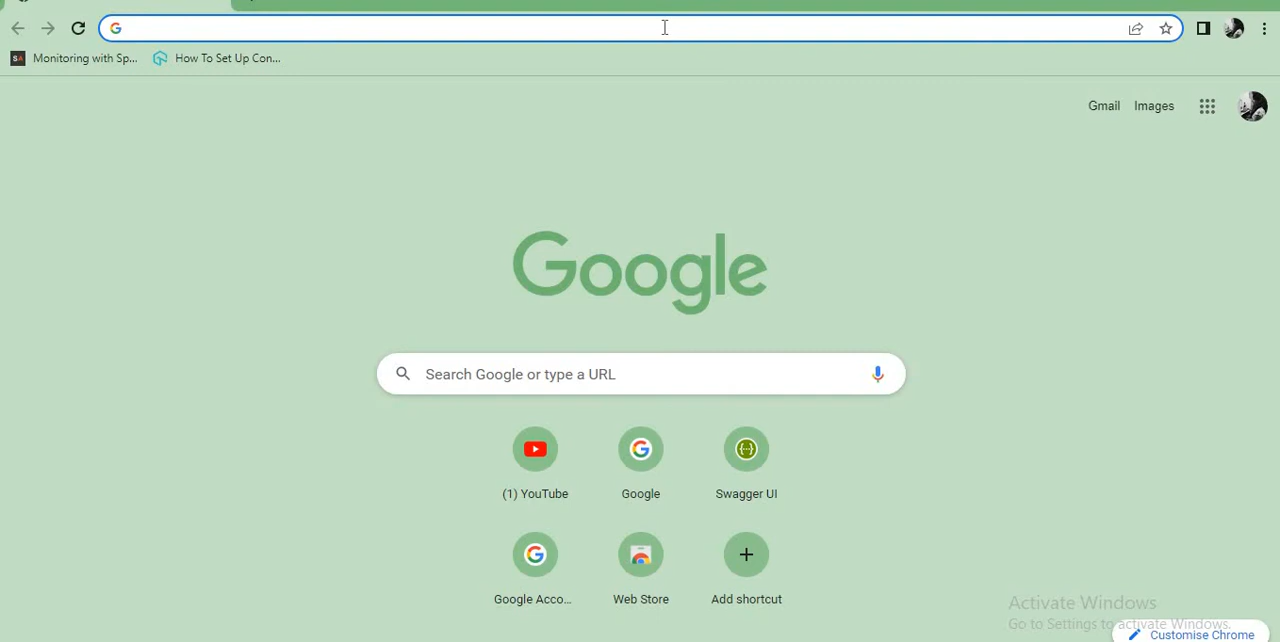 SA Monitoring with Sp... How To Set Up Con...
Gmail Images
Google
Search Google or type a URL
(1) YouTube Google Swagger UI
Google Acco... Web Store Add shortcut
Activate Windows
Go to Settings to activate Windows.
Customise Chrome